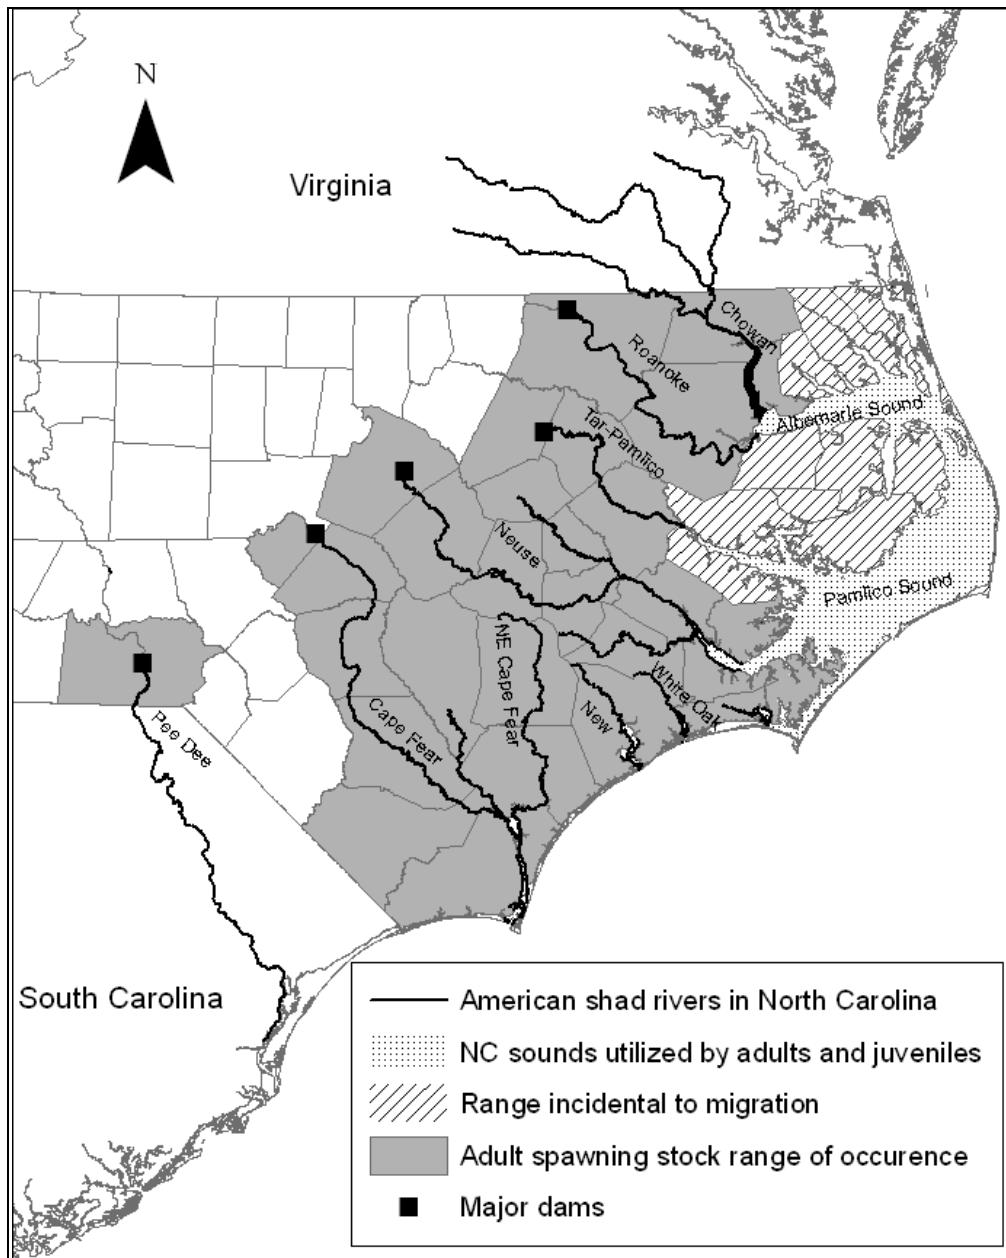 N
Virginia
Chowan
Roanoke
Albemarle Sound
Tar-Pamlico
Neuse
Pamlico Sound
NE Cape Fear
White Oak
New
Cape Fear
Pee Dee
South Carolina
American shad rivers in North Carolina
NC sounds utilized by adults and juveniles
Range incidental to migration
Adult spawning stock range of occurence
Major dams